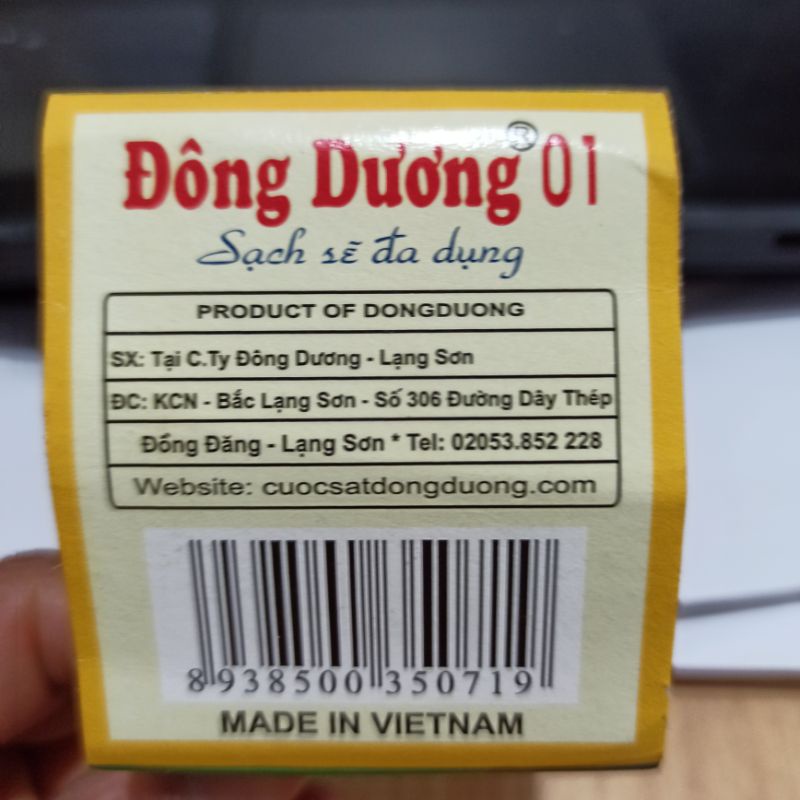 Đông Dương® 01
Sạch sẽ đa dụng
PRODUCT OF DONGDUONG
SX: Tại C.Ty Đông Dương - Lạng Sơn
ĐC: KCN - Bắc Lạng Sơn - Số 306 Đường Dây Thép
Đồng Đăng - Lạng Sơn * Tel: 02053.852 228
Website: cuocsatdongduong.com
8 938500 350719
MADE IN VIETNAM